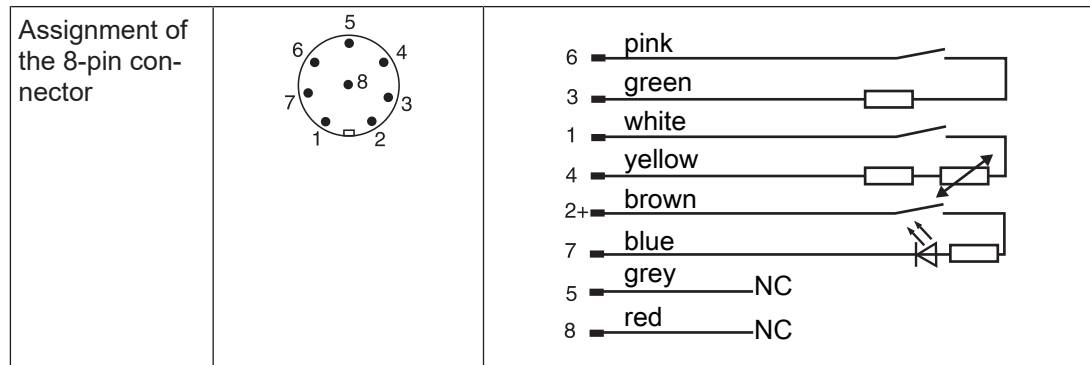 Assignment of
the 8-pin con-
nector
5
6
4
8
7
3
1
2
6 pink
3 green
1 white
4 yellow
2+ brown
7 blue
5 grey NC
8 red NC